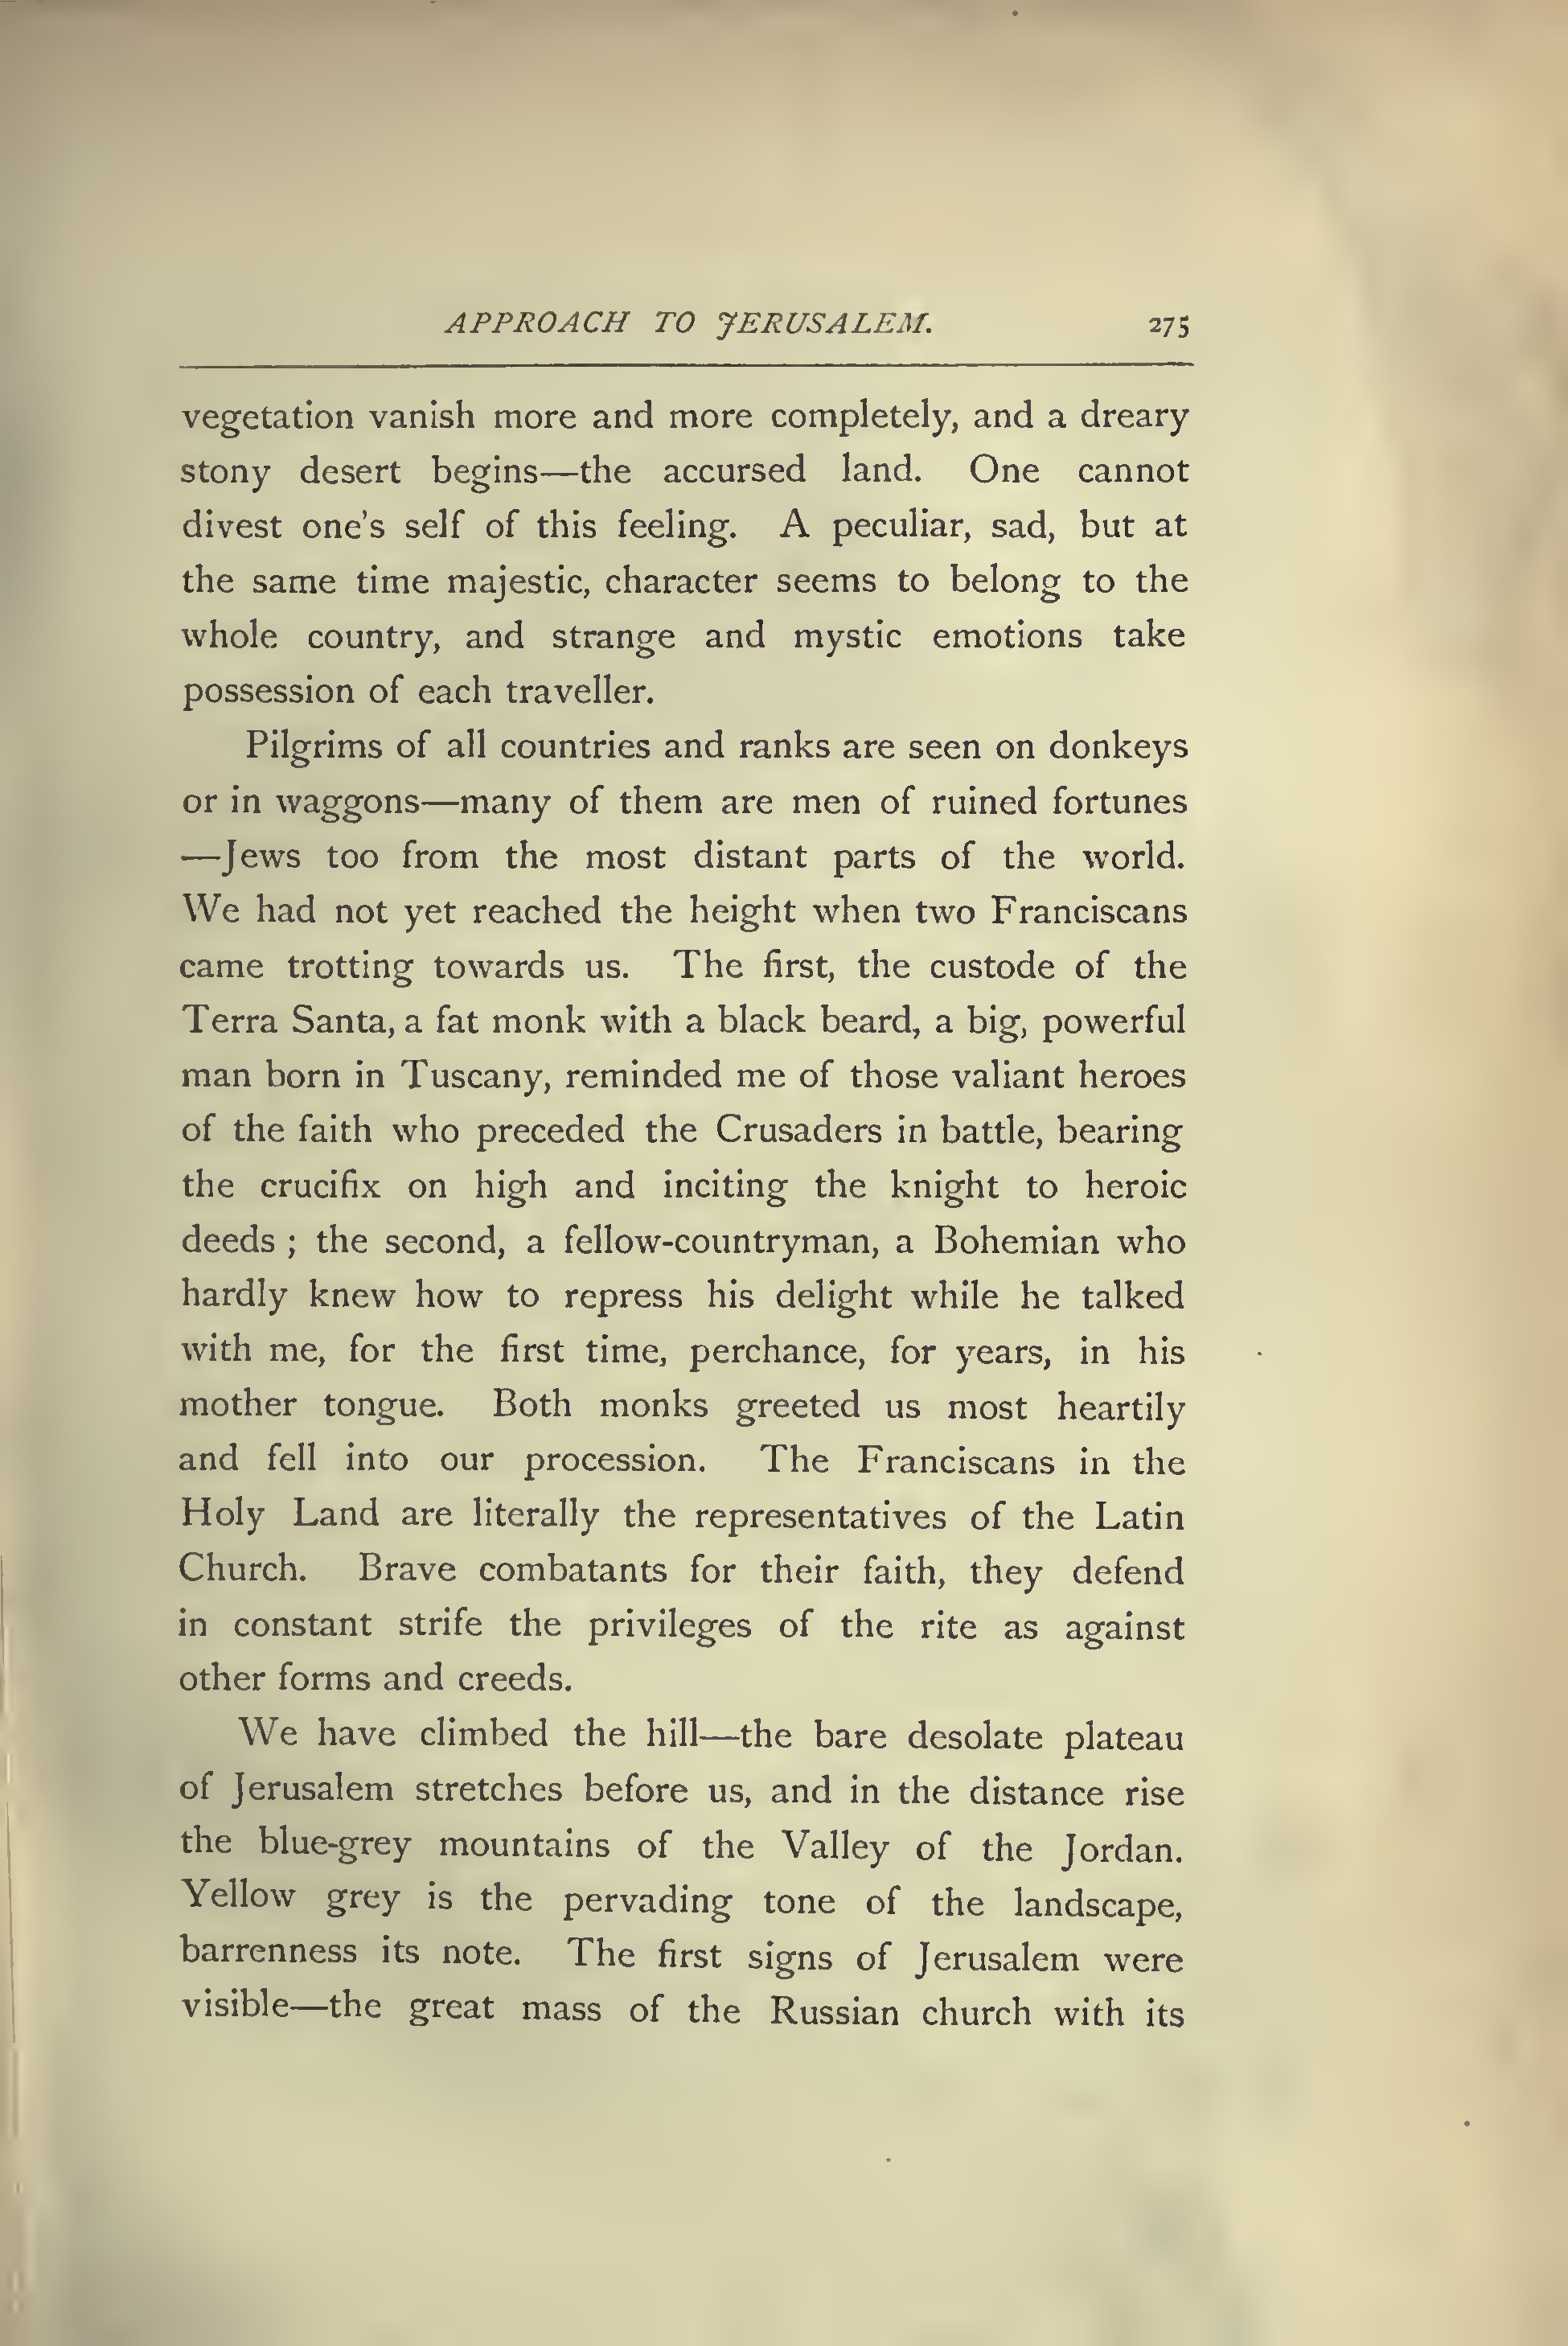 APPROACH TO JERUSALEM. 275
vegetation vanish more and more completely, and a dreary
stony desert begins—the accursed land. One cannot
divest one's self of this feeling. A peculiar, sad, but at
the same time majestic, character seems to belong to the
whole country, and strange and mystic emotions take
possession of each traveller.
Pilgrims of all countries and ranks are seen on donkeys
or in waggons—many of them are men of ruined fortunes
—Jews too from the most distant parts of the world.
We had not yet reached the height when two Franciscans
came trotting towards us. The first, the custode of the
Terra Santa, a fat monk with a black beard, a big, powerful
man born in Tuscany, reminded me of those valiant heroes
of the faith who preceded the Crusaders in battle, bearing
the crucifix on high and inciting the knight to heroic
deeds ; the second, a fellow-countryman, a Bohemian who
hardly knew how to repress his delight while he talked
with me, for the first time, perchance, for years, in his
mother tongue. Both monks greeted us most heartily
and fell into our procession. The Franciscans in the
Holy Land are literally the representatives of the Latin
Church. Brave combatants for their faith, they defend
in constant strife the privileges of the rite as against
other forms and creeds.
We have climbed the hill—the bare desolate plateau
of Jerusalem stretches before us, and in the distance rise
the blue-grey mountains of the Valley of the Jordan.
Yellow grey is the pervading tone of the landscape,
barrenness its note. The first signs of Jerusalem were
visible—the great mass of the Russian church with its